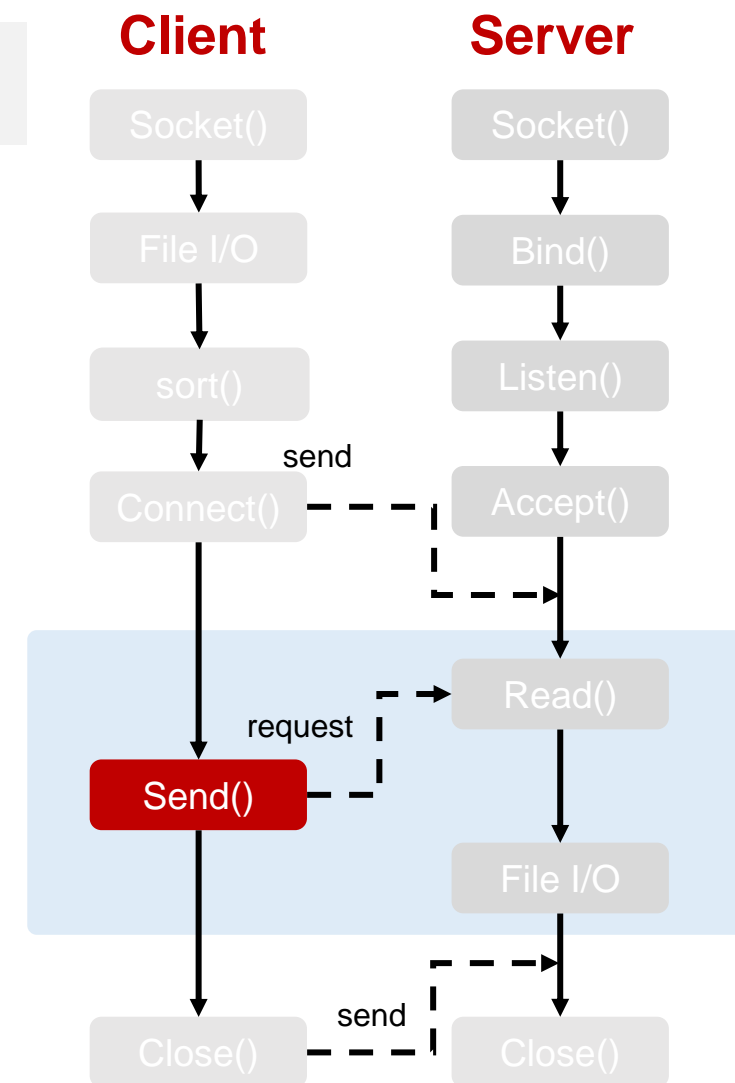 Client
Server
Socket()
Socket()
File I/O
Bind()
sort()
Listen()
send
Connect()
Accept()
Read()
request
Send()
File I/O
send
Close()
Close()